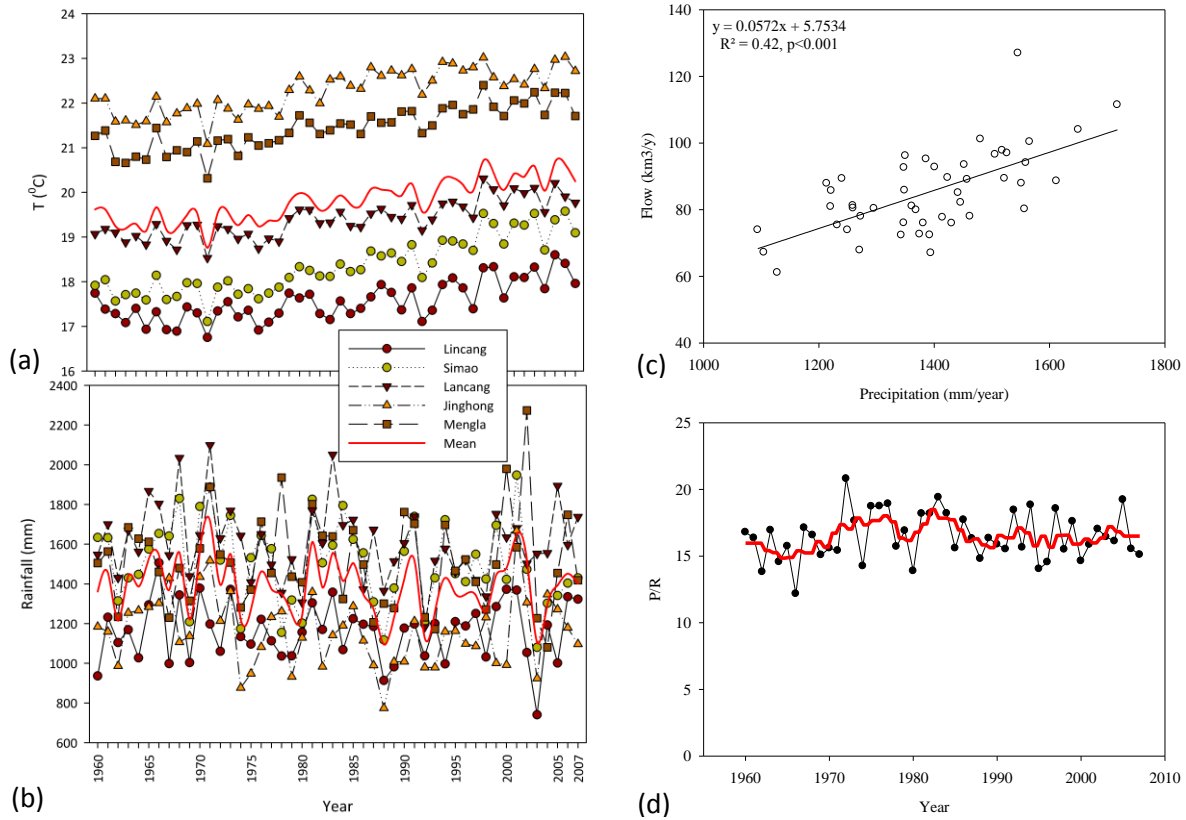 24
23
22
21
20
19
18
17
16
T (⁰C)
(a)
Lincang
Simao
Lancang
Jinghong
Mengla
Mean
2400
2200
2000
1800
1600
1400
1200
1000
800
600
Rainfall (mm)
1960
1965
1970
1975
1980
1985
1990
1995
2000
2005
2007
Year
(b)
y = 0.0572x + 5.7534
R² = 0.42, p<0.001
140
120
100
80
60
40
Flow (km3/y)
1000 1200 1400 1600 1800
Precipitation (mm/year)
(c)
25
20
15
10
5
0
P/R
1960 1970 1980 1990 2000 2010
Year
(d)